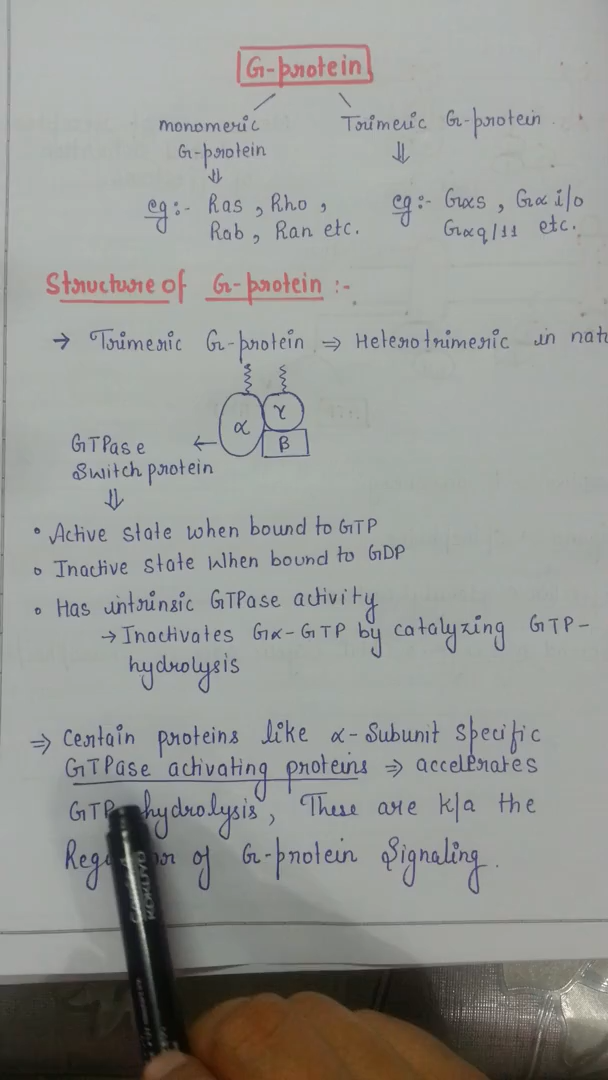 G-protein
monomeric
G-protein
Trimeric G-protein
⇓
⇓
eg:- Ras, Rho,
Rab, Ran etc.
eg:- Gαs, Gα i/o
Gαq/11 etc.
Structure of G-protein :-
→ Trimeric G-protein ⇒ Heterotrimeric in
α
γ
β
GTPase ←
Switch protein
⇓
• Active state when bound to GTP
• Inactive state when bound to GDP
• Has intrinsic GTPase activity
→ Inactivates Gα-GTP by catalyzing GTP-
hydrolysis
⇒ Certain proteins like α-Subunit specific
GTPase activating proteins ⇒ accelerates
GTP hydrolysis, These are k/a the
of G-protein Signaling.
KOKUYO